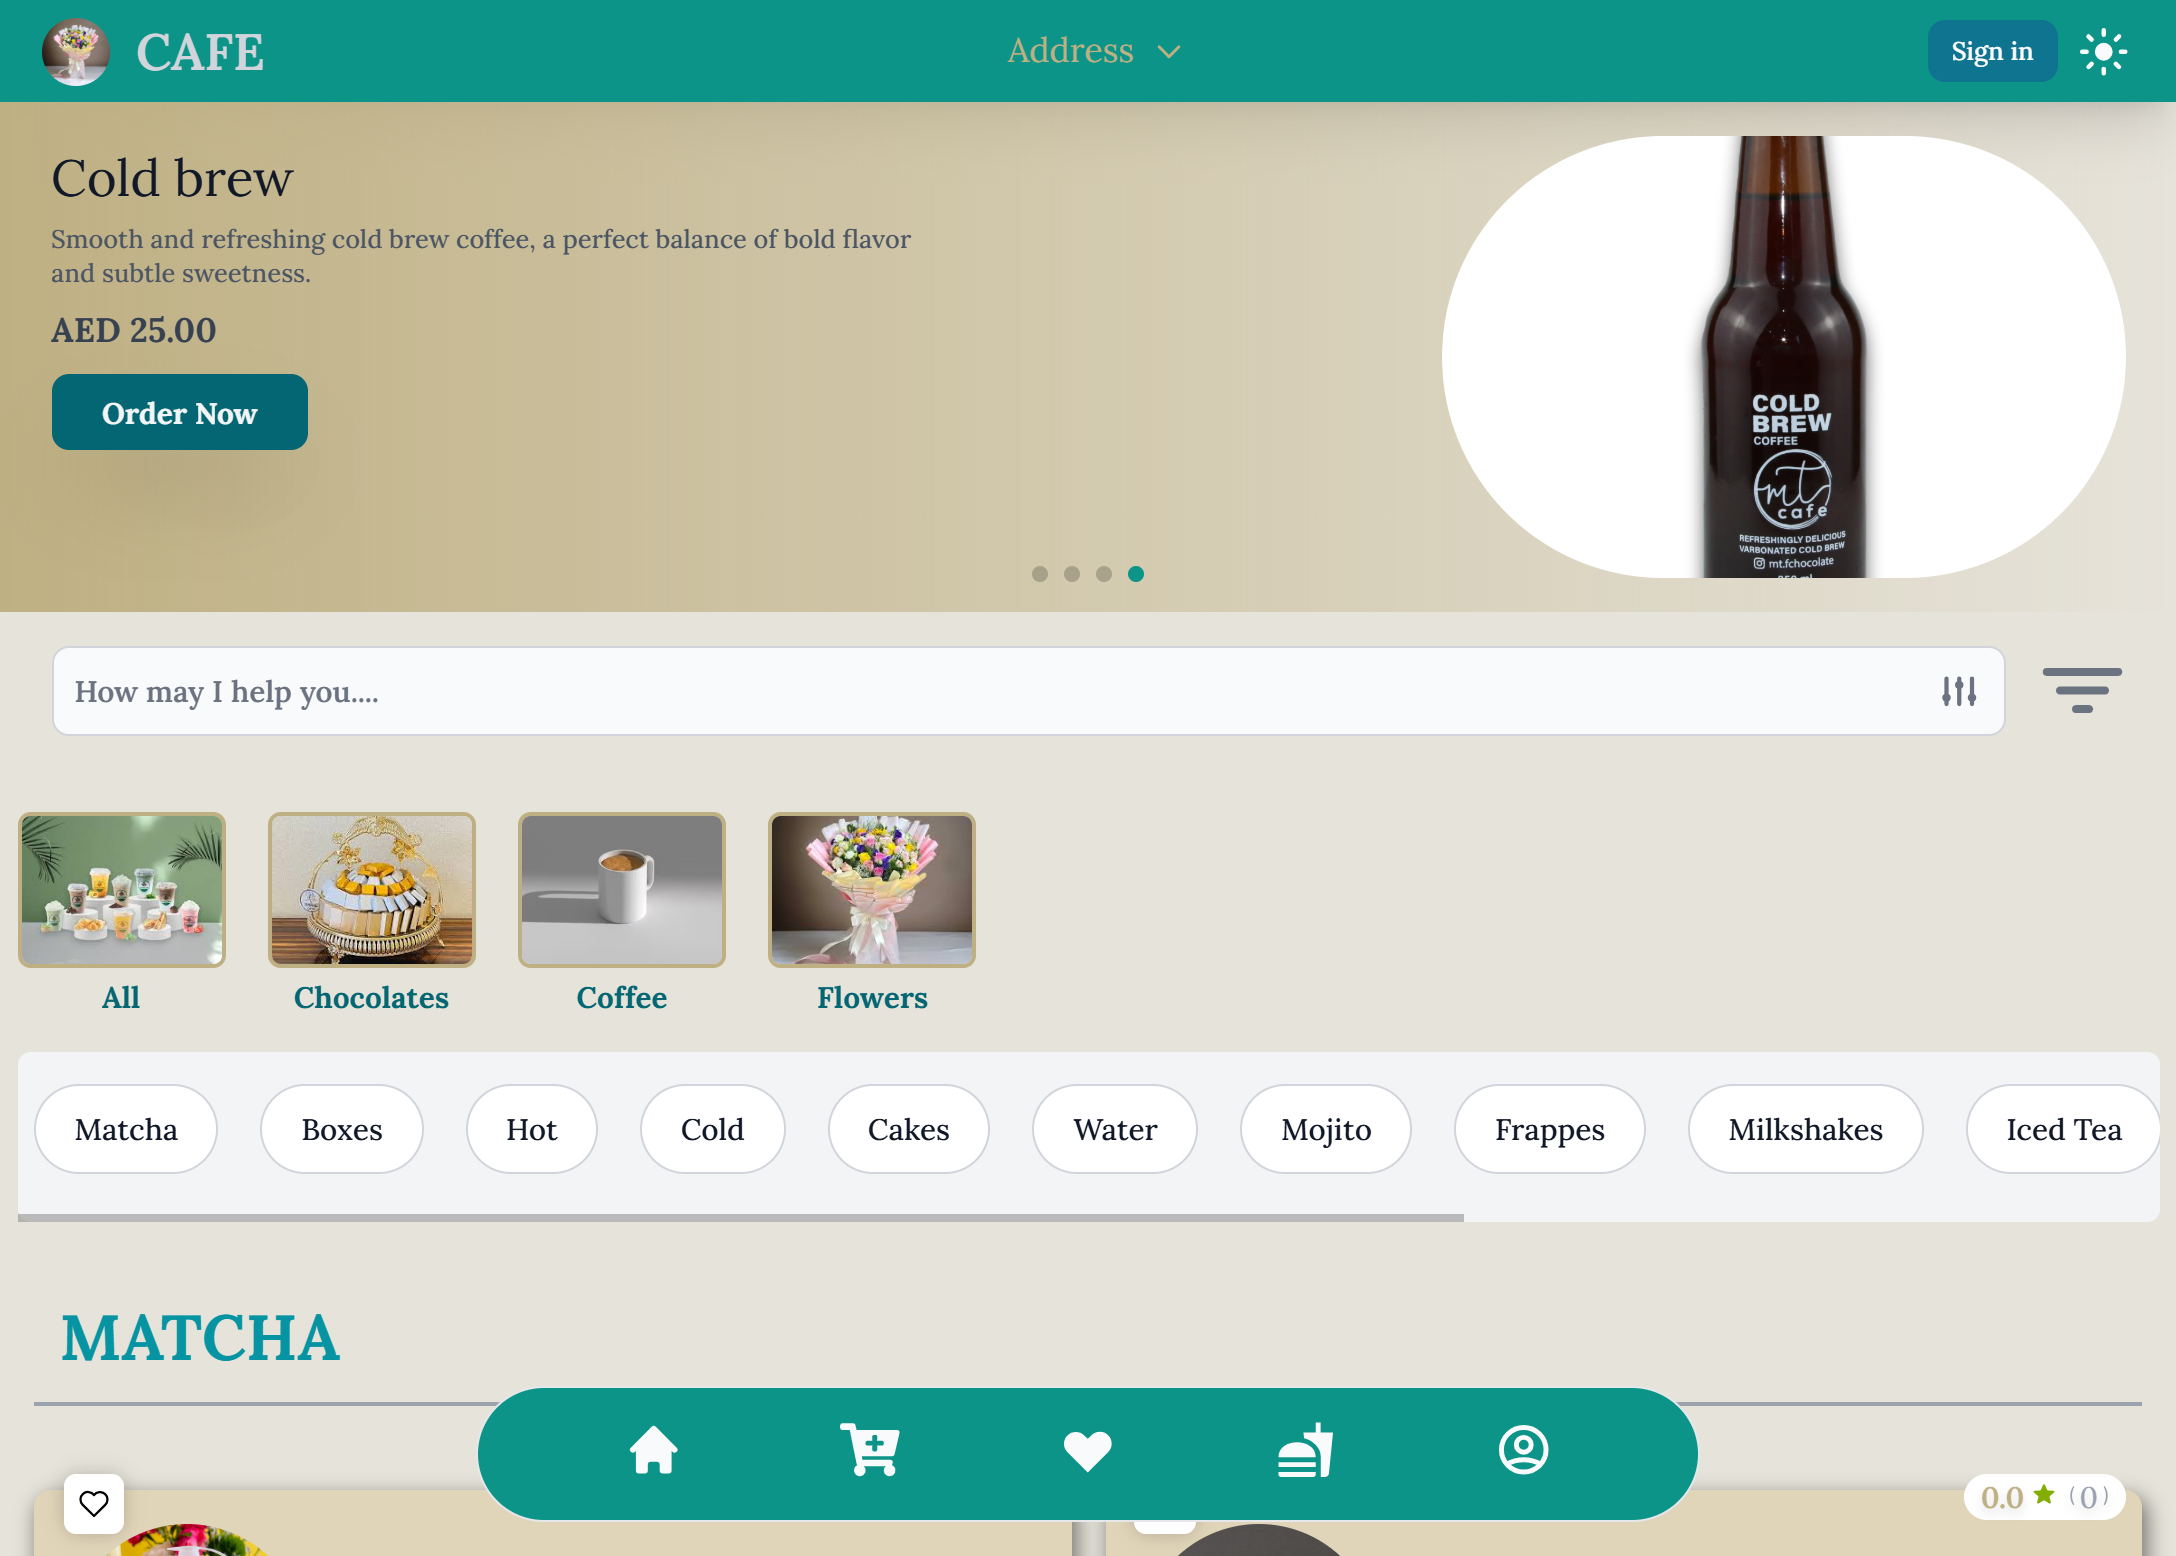 CAFE
Address
Sign in
Cold brew
Smooth and refreshing cold brew coffee, a perfect balance of bold flavor
and subtle sweetness.
AED 25.00
Order Now
COLD
BREW
COFFEE
mt
cafe
REFRESHINGLY DELICIOUS
VARBONATED COLD BREW
mt.fchocolate
How may I help you....
All
Chocolates
Coffee
Flowers
Matcha
Boxes
Hot
Cold
Cakes
Water
Mojito
Frappes
Milkshakes
Iced Tea
MATCHA
0.0 (0)